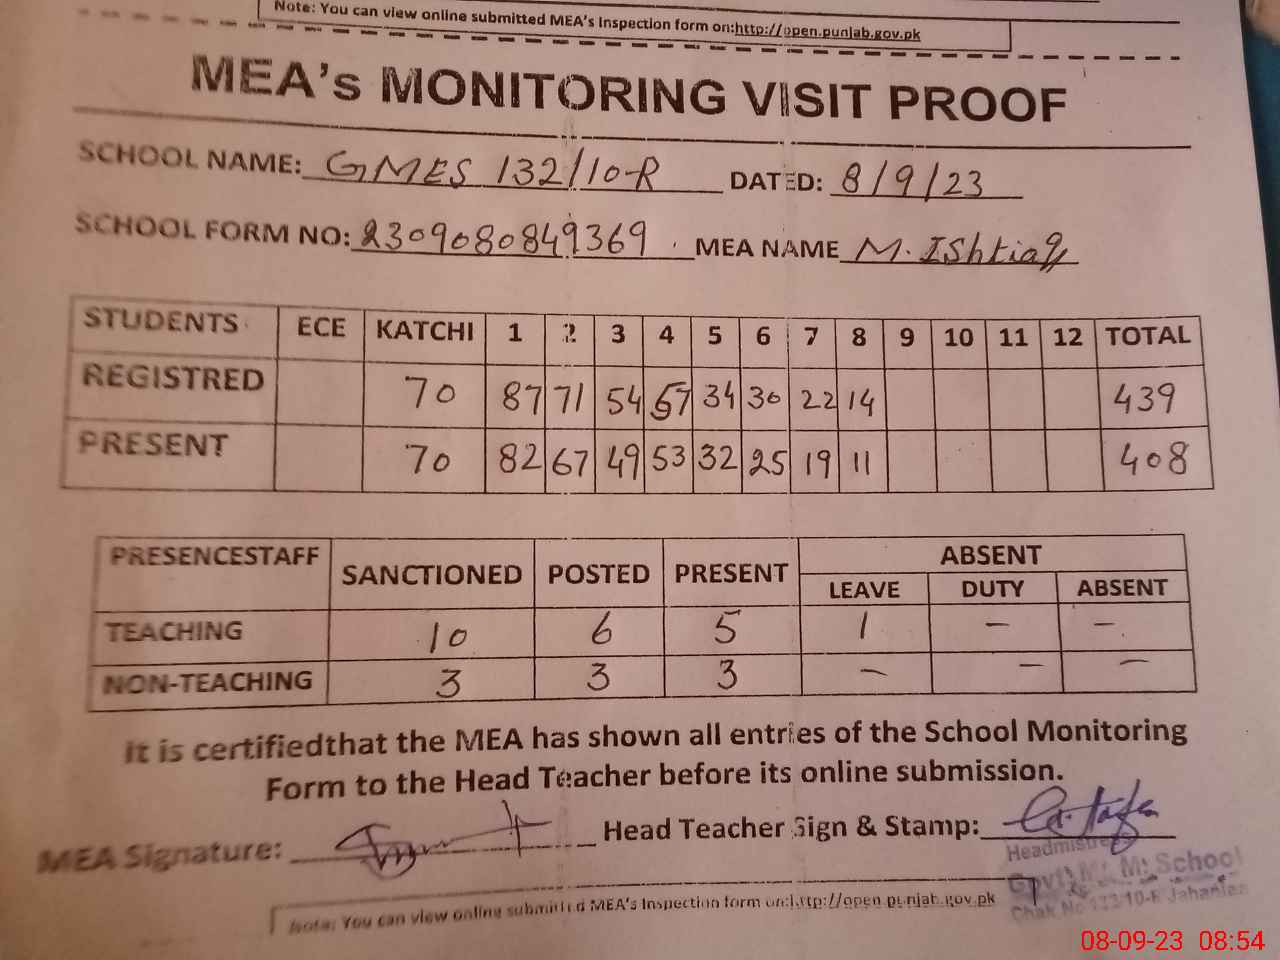 Note: You can view online submitted MEA's Inspection form on:http://open.punjab.gov.pk
MEA's MONITORING VISIT PROOF
SCHOOL NAME: GMES 132/10-R DATED: 8/9/23
SCHOOL FORM NO: 2309080849369. MEA NAME M. IShtiaq
STUDENTS ECE KATCHI 1 2 3 4 5 6 7 8 9 10 11 12 TOTAL
REGISTRED 70 87 71 54 57 34 30 22 14 439
PRESENT 70 82 67 49 53 32 25 19 11 408
PRESENCESTAFF SANCTIONED POSTED PRESENT ABSENT
LEAVE DUTY ABSENT
TEACHING 10 6 5 1 — —
NON-TEACHING 3 3 3 — — —
It is certifiedthat the MEA has shown all entries of the School Monitoring
Form to the Head Teacher before its online submission.
MEA Signature: Head Teacher Sign & Stamp:
Headmistress
Govt. M. M. School
Chak No 132/10-R Jahanian
Note: You can view online submitted MEA's Inspection form on:http://open.punjab.gov.pk
08-09-23 08:54